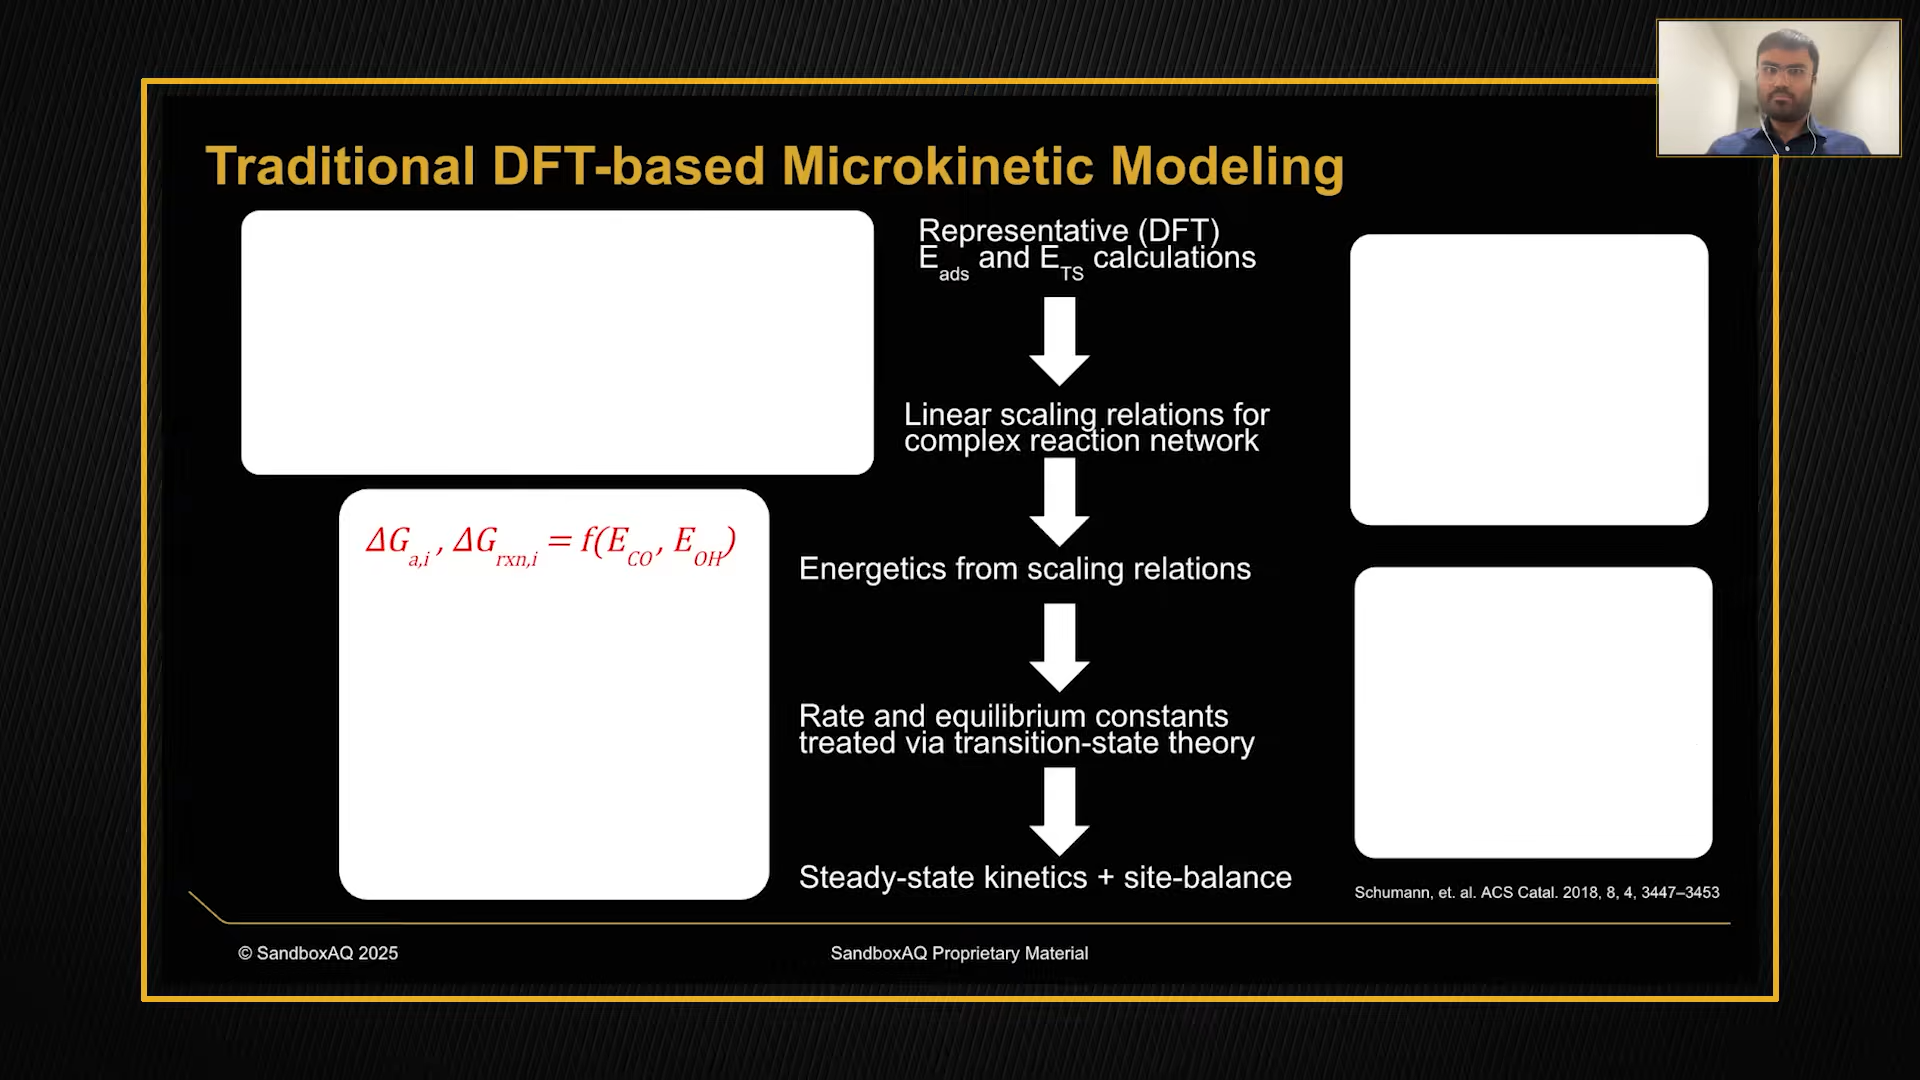 Traditional DFT-based Microkinetic Modeling
Representative (DFT)
E_ads and E_TS calculations
Linear scaling relations for
complex reaction network
ΔG_a,i , ΔG_rxn,i = f(E_CO, E_OH)
Energetics from scaling relations
Rate and equilibrium constants
treated via transition-state theory
Steady-state kinetics + site-balance
Schumann, et. al. ACS Catal. 2018, 8, 4, 3447–3453
© SandboxAQ 2025
SandboxAQ Proprietary Material